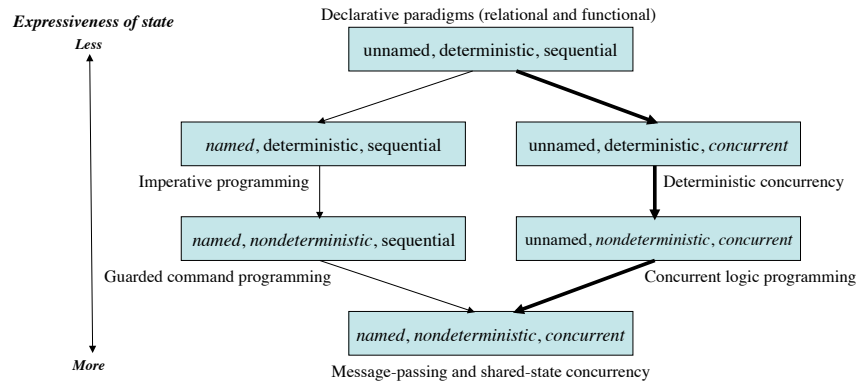 Declarative paradigms (relational and functional)
Expressiveness of state
Less
unnamed, deterministic, sequential
named, deterministic, sequential
unnamed, deterministic, concurrent
Imperative programming
Deterministic concurrency
named, nondeterministic, sequential
unnamed, nondeterministic, concurrent
Guarded command programming
Concurrent logic programming
named, nondeterministic, concurrent
More
Message-passing and shared-state concurrency